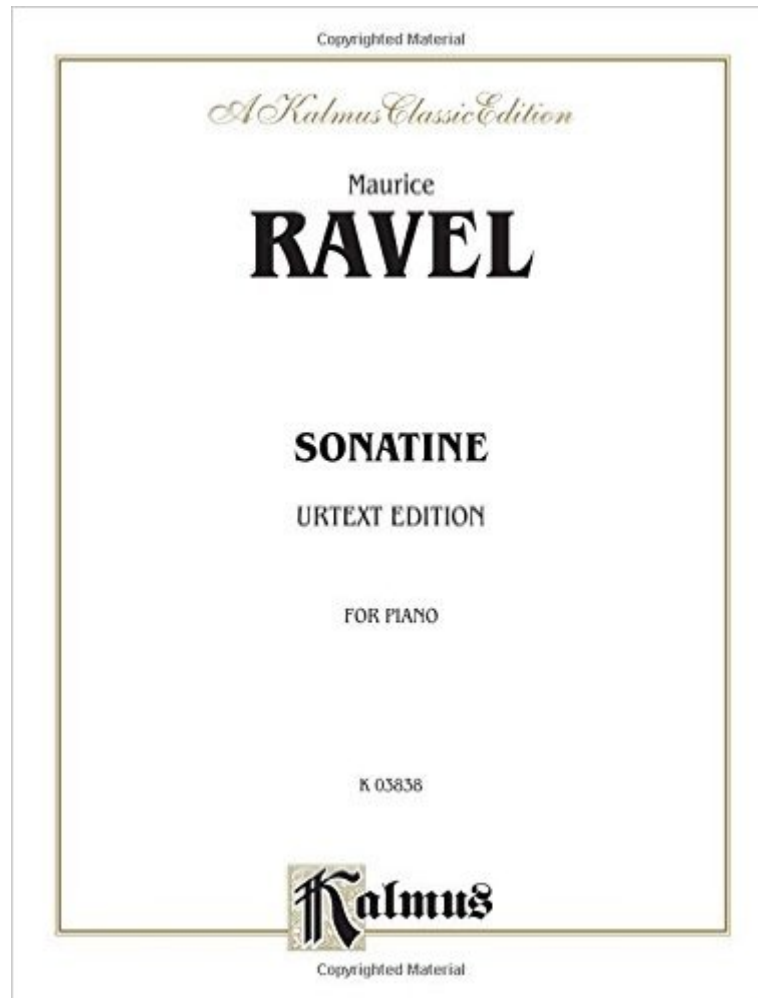 Copyrighted Material
A Kalmus Classic Edition
Maurice
RAVEL
SONATINE
URTEXT EDITION
FOR PIANO
K 03838
Kalmus
Copyrighted Material